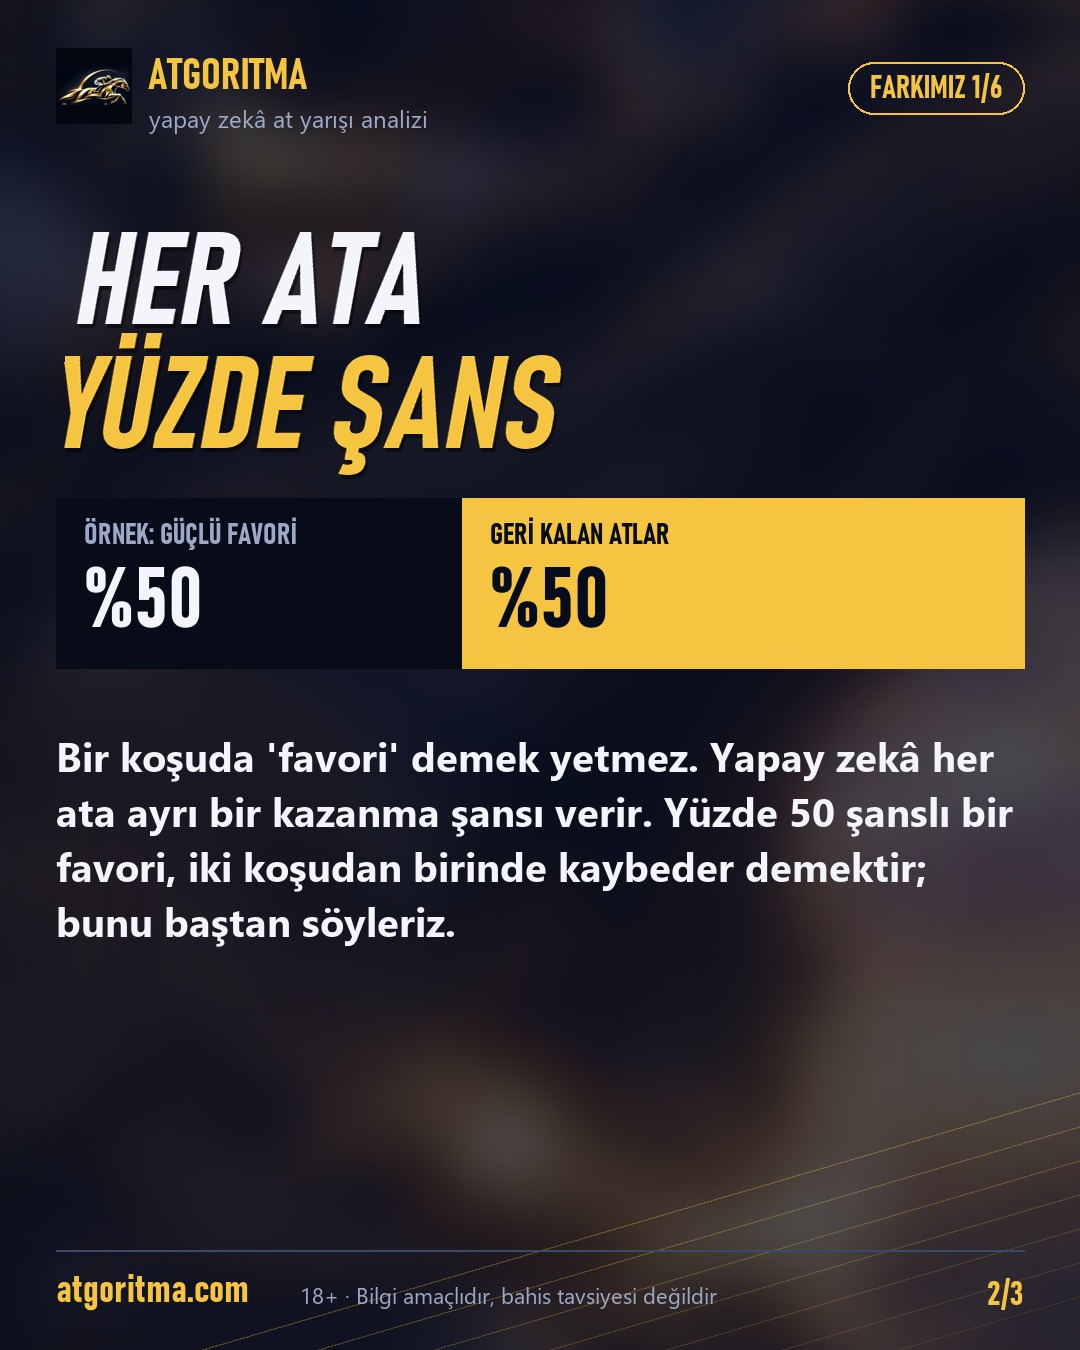 ATGORITMA
yapay zekâ at yarışı analizi
FARKIMIZ 1/6
HER ATA
YÜZDE ŞANS
ÖRNEK: GÜÇLÜ FAVORİ
%50
GERİ KALAN ATLAR
%50
Bir koşuda 'favori' demek yetmez. Yapay zekâ her
ata ayrı bir kazanma şansı verir. Yüzde 50 şanslı bir
favori, iki koşudan birinde kaybeder demektir;
bunu baştan söyleriz.
atgoritma.com
18+ · Bilgi amaçlıdır, bahis tavsiyesi değildir
2/3